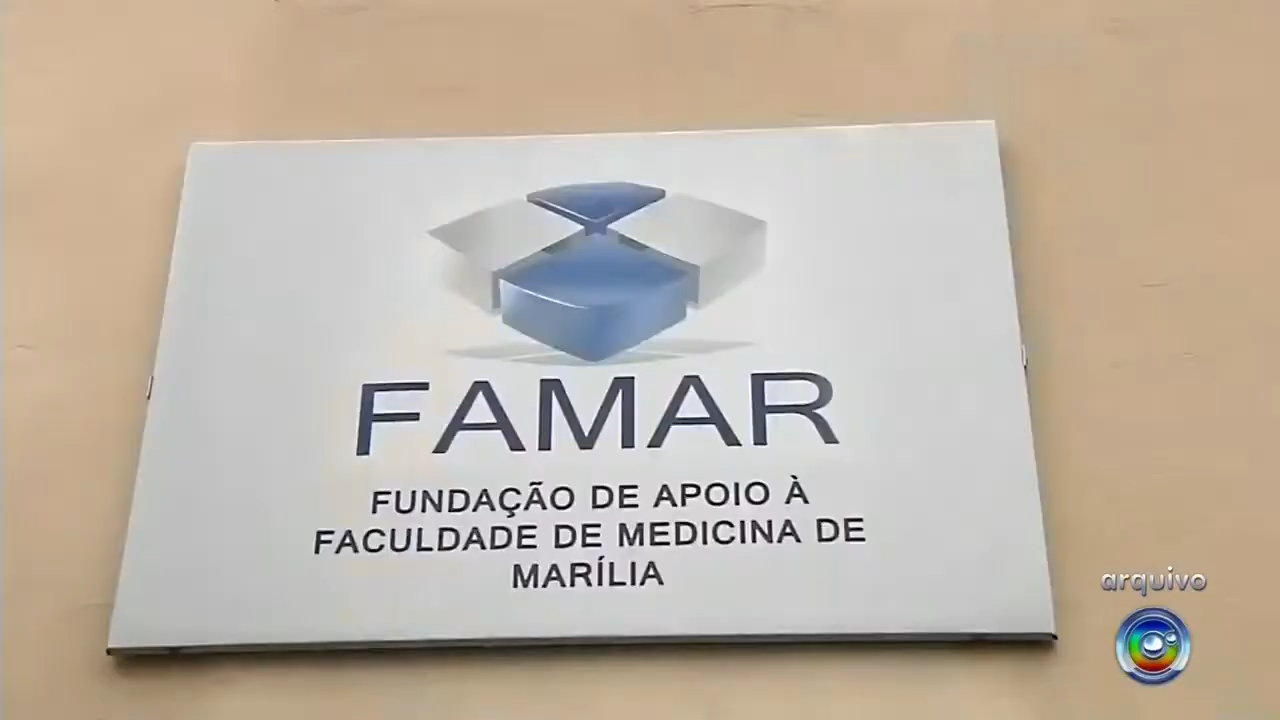 FAMAR
FUNDAÇÃO DE APOIO À
FACULDADE DE MEDICINA DE
MARÍLIA
arquivo